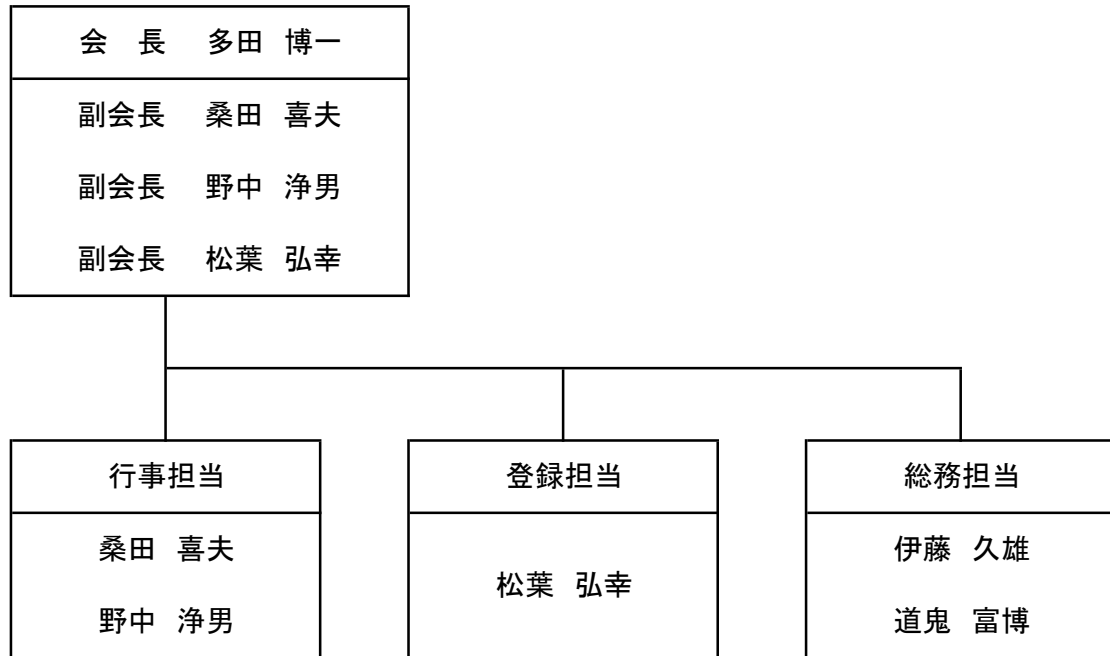 会　長　多田　博一
副会長　桑田　喜夫
副会長　野中　浄男
副会長　松葉　弘幸
行事担当
桑田　喜夫
野中　浄男
登録担当
松葉　弘幸
総務担当
伊藤　久雄
道鬼　富博